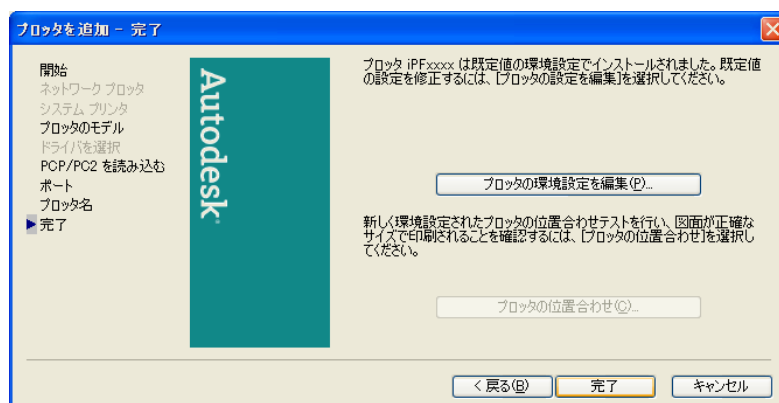 プロッタを追加 - 完了
開始
ネットワーク プロッタ
システム プリンタ
プロッタのモデル
ドライバを選択
PCP/PC2 を読み込む
ポート
プロッタ名
完了
Autodesk
プロッタ iPFxxxx は既定値の環境設定でインストールされました。既定値
の設定を修正するには、[プロッタの設定を編集]を選択してください。
プロッタの環境設定を編集(P)...
新しく環境設定されたプロッタの位置合わせテストを行い、図面が正確な
サイズで印刷されることを確認するには、[プロッタの位置合わせ]を選択し
てください。
プロッタの位置合わせ(C)...
< 戻る(B)
完了
キャンセル